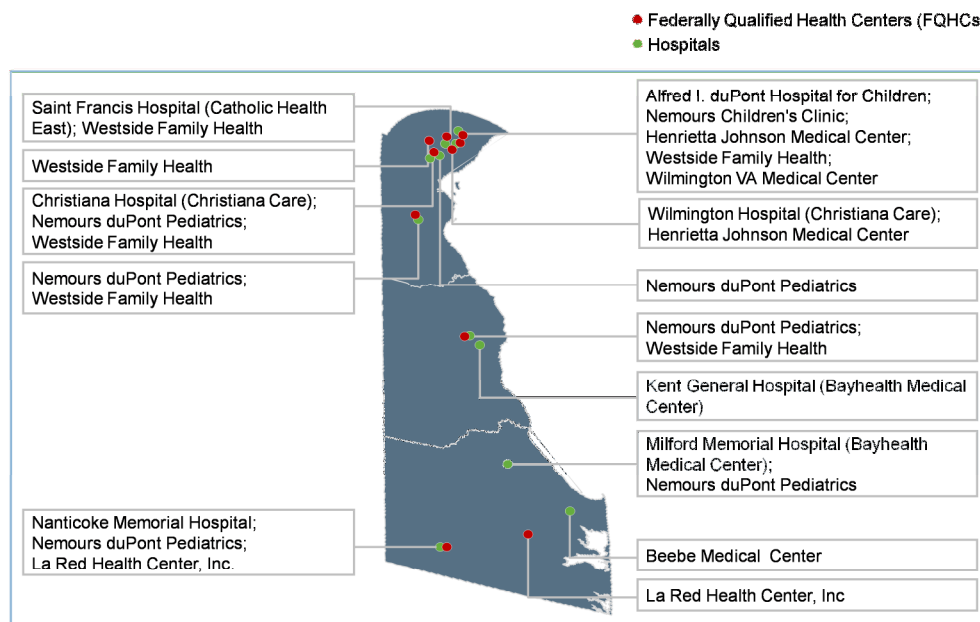 Federally Qualified Health Centers (FQHCs
Hospitals
Saint Francis Hospital (Catholic Health
East); Westside Family Health
Westside Family Health
Christiana Hospital (Christiana Care);
Nemours duPont Pediatrics;
Westside Family Health
Nemours duPont Pediatrics;
Westside Family Health
Nanticoke Memorial Hospital;
Nemours duPont Pediatrics;
La Red Health Center, Inc.
Alfred I. duPont Hospital for Children;
Nemours Children's Clinic;
Henrietta Johnson Medical Center;
Westside Family Health;
Wilmington VA Medical Center
Wilmington Hospital (Christiana Care);
Henrietta Johnson Medical Center
Nemours duPont Pediatrics
Nemours duPont Pediatrics;
Westside Family Health
Kent General Hospital (Bayhealth Medical
Center)
Milford Memorial Hospital (Bayhealth
Medical Center);
Nemours duPont Pediatrics
Beebe Medical Center
La Red Health Center, Inc